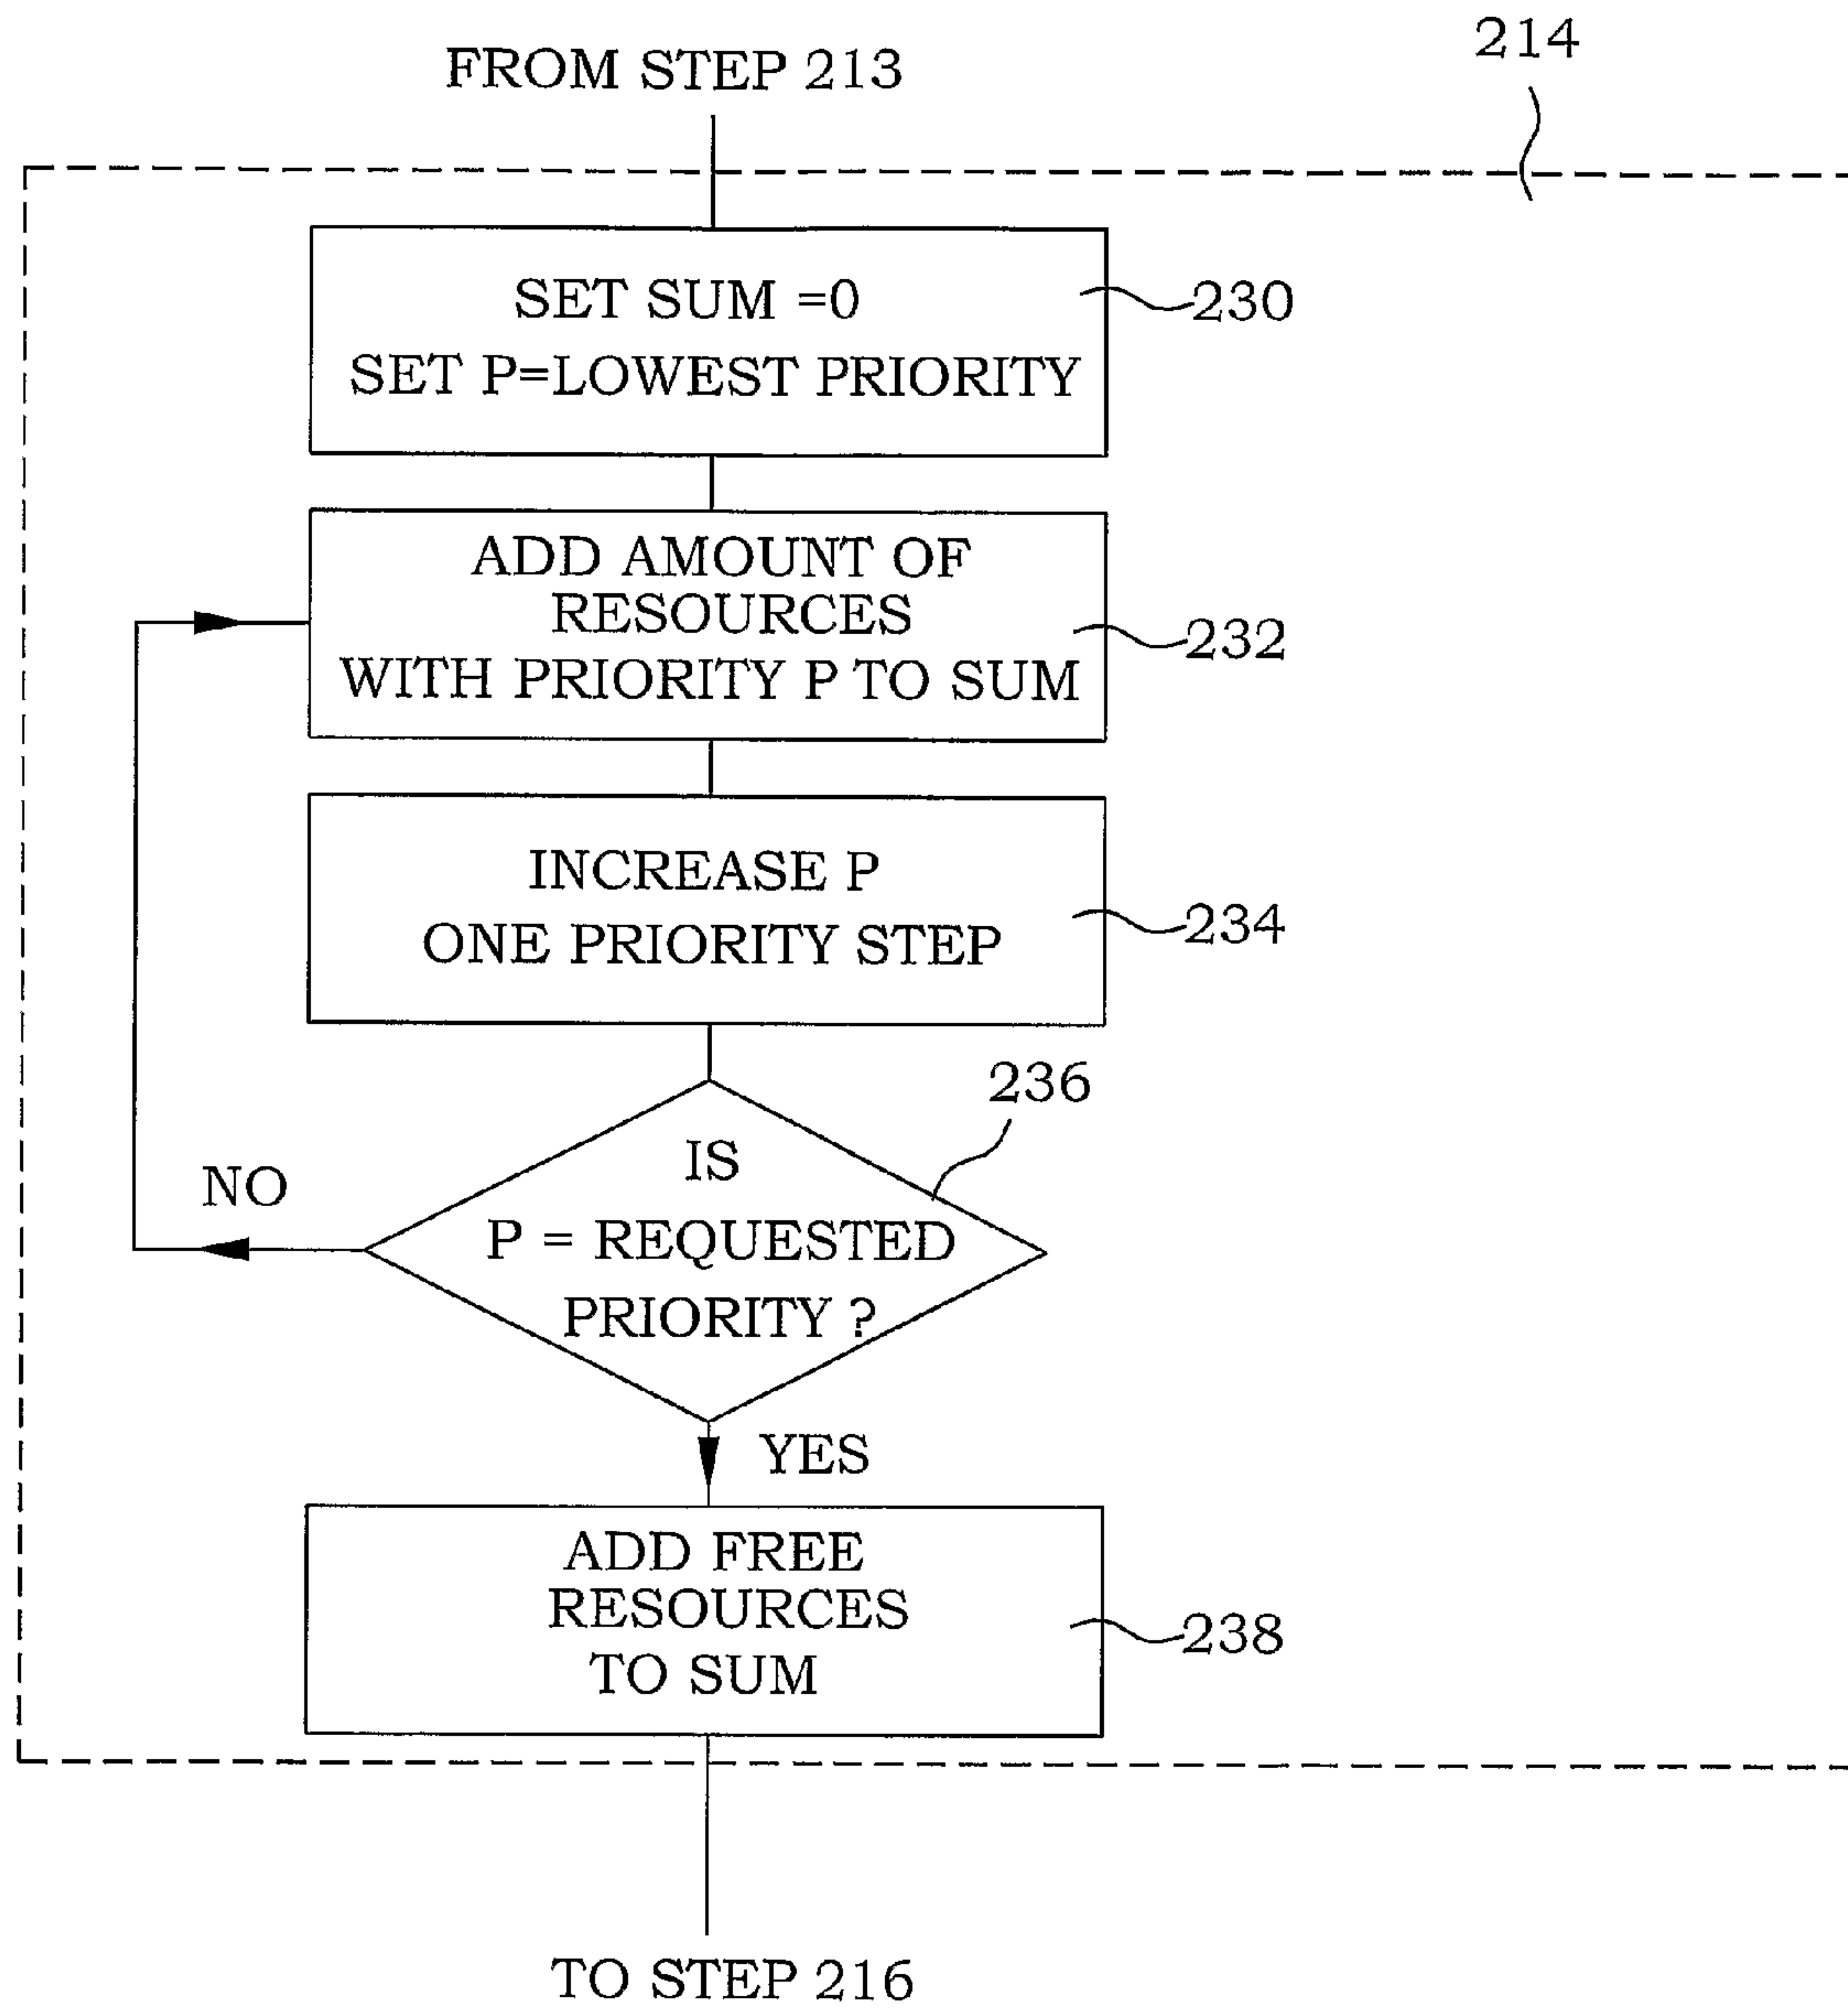 214
FROM STEP 213
SET SUM =0
SET P=LOWEST PRIORITY
230
ADD AMOUNT OF
RESOURCES
WITH PRIORITY P TO SUM
232
INCREASE P
ONE PRIORITY STEP
234
236
IS
P = REQUESTED
PRIORITY ?
NO
YES
ADD FREE
RESOURCES
TO SUM
238
TO STEP 216